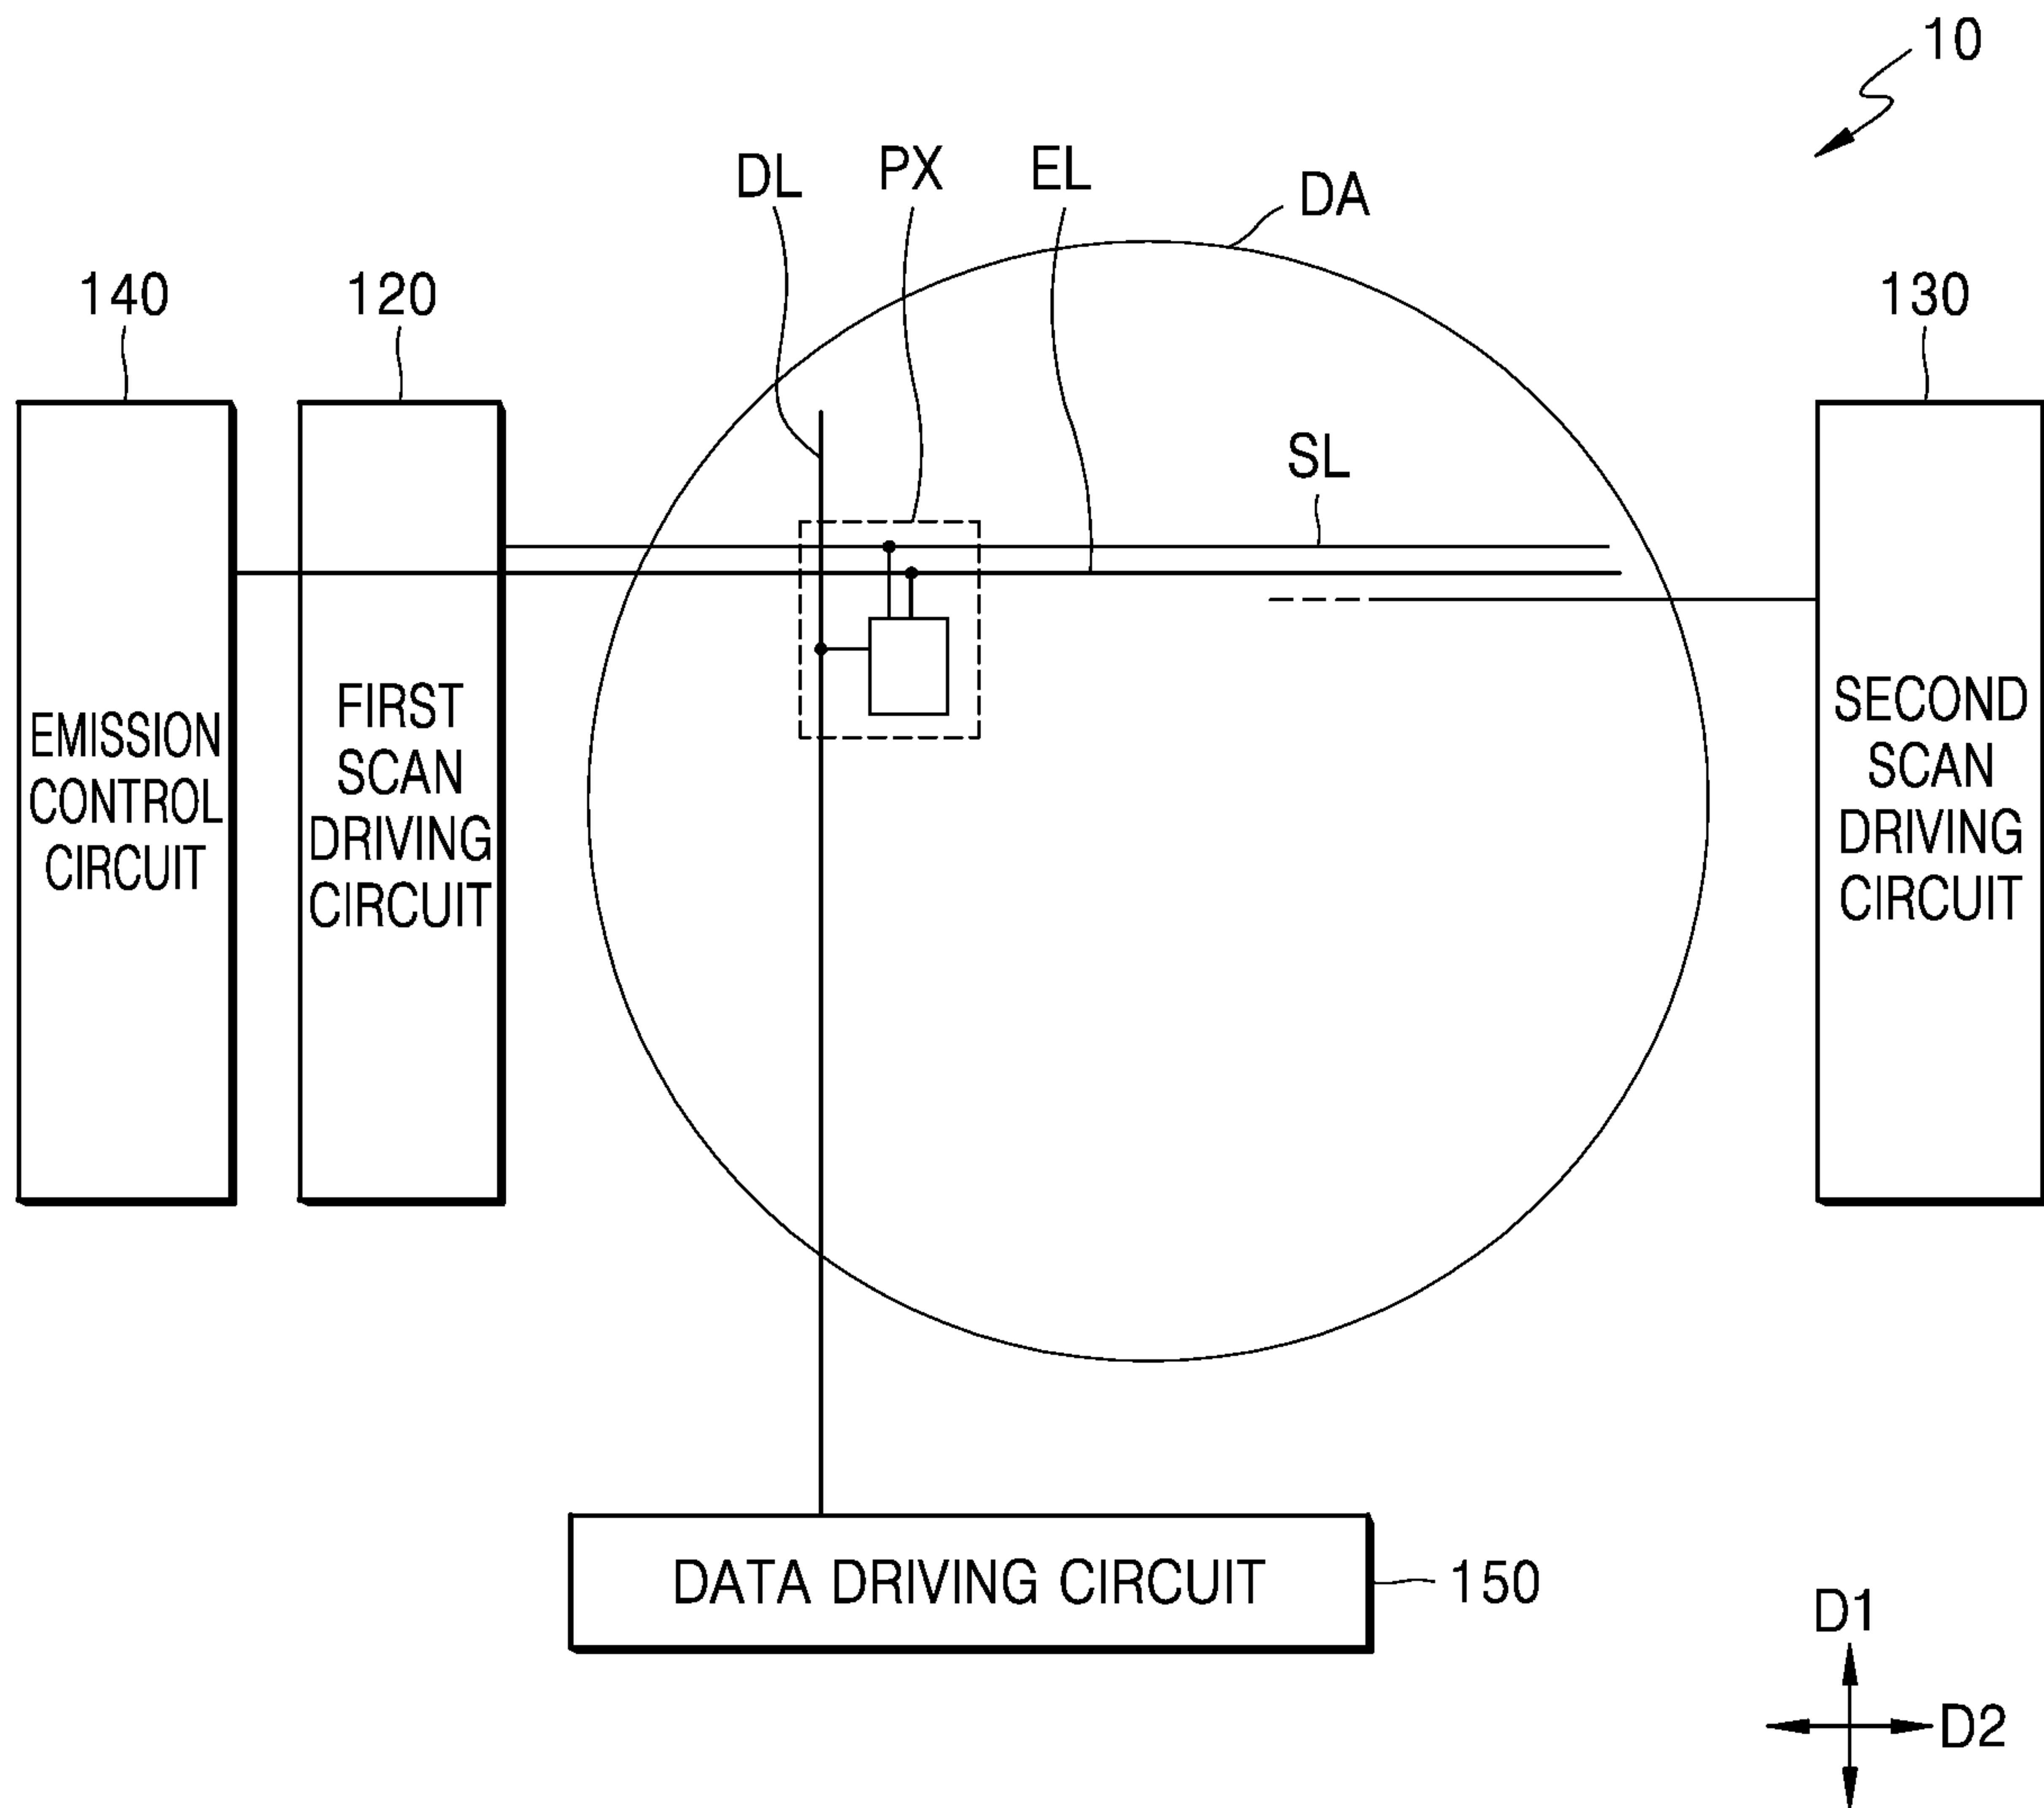 10
DL
PX
EL
DA
140
120
130
SL
EMISSION
CONTROL
CIRCUIT
FIRST
SCAN
DRIVING
CIRCUIT
SECOND
SCAN
DRIVING
CIRCUIT
DATA DRIVING CIRCUIT
150
D1
D2